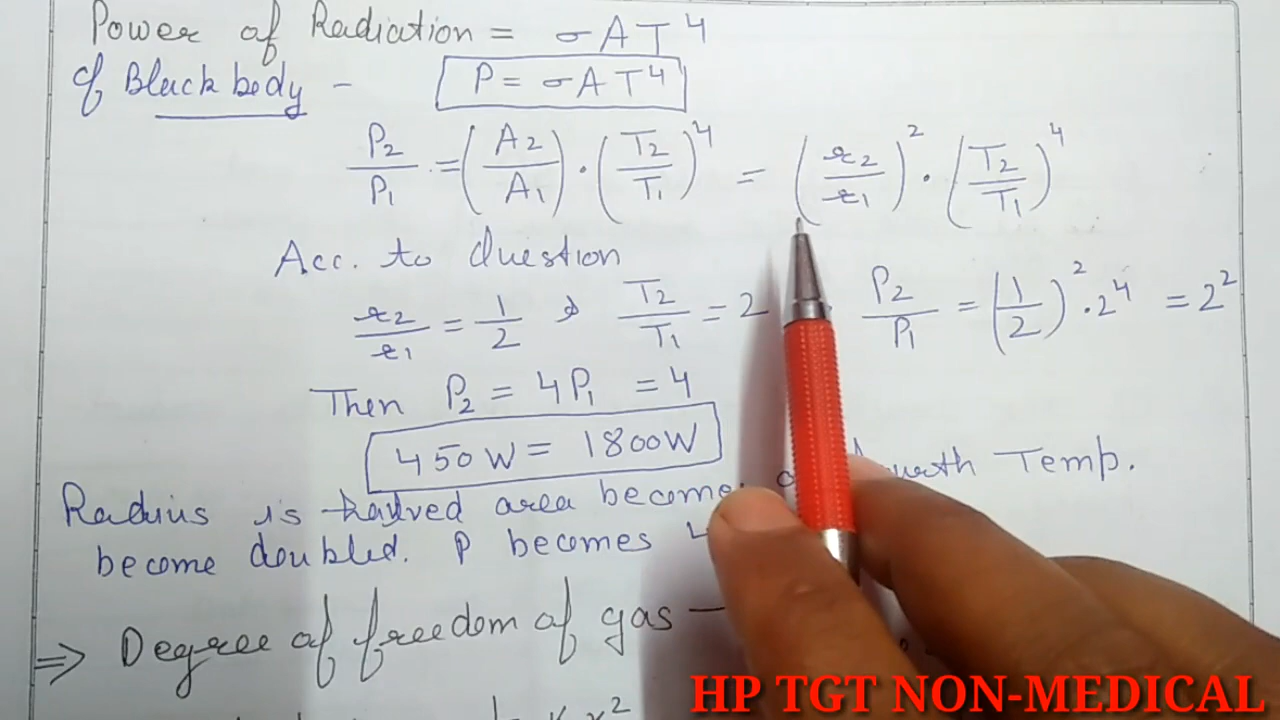 Power of Radiation = σAT⁴
of Black body - P = σAT⁴
P₂/P₁ = (A₂/A₁) · (T₂/T₁)⁴ = (r₂/r₁)² · (T₂/T₁)⁴
Acc. to Question
r₂/r₁ = 1/2 & T₂/T₁ = 2 P₂/P₁ = (1/2)² · 2⁴ = 2²
Then P₂ = 4P₁ = 4
450W = 1800W
Radius is halved area become fourth Temp.
become doubled. P becomes 4
⇒ Degree of freedom of gas —
HP TGT NON-MEDICAL